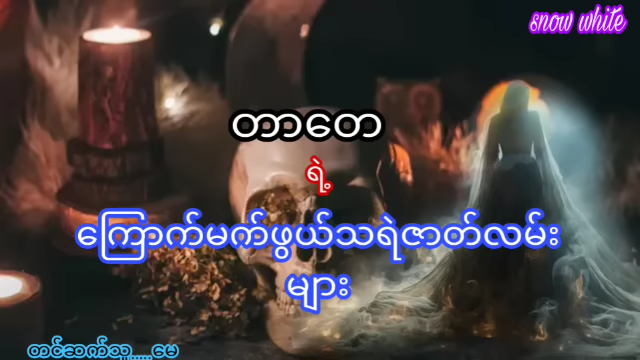 snow white
တာတေ
ရဲ့
ကြောက်မက်ဖွယ်သရဲဇာတ်လမ်း
များ
တင်ဆက်သူ.....မေ